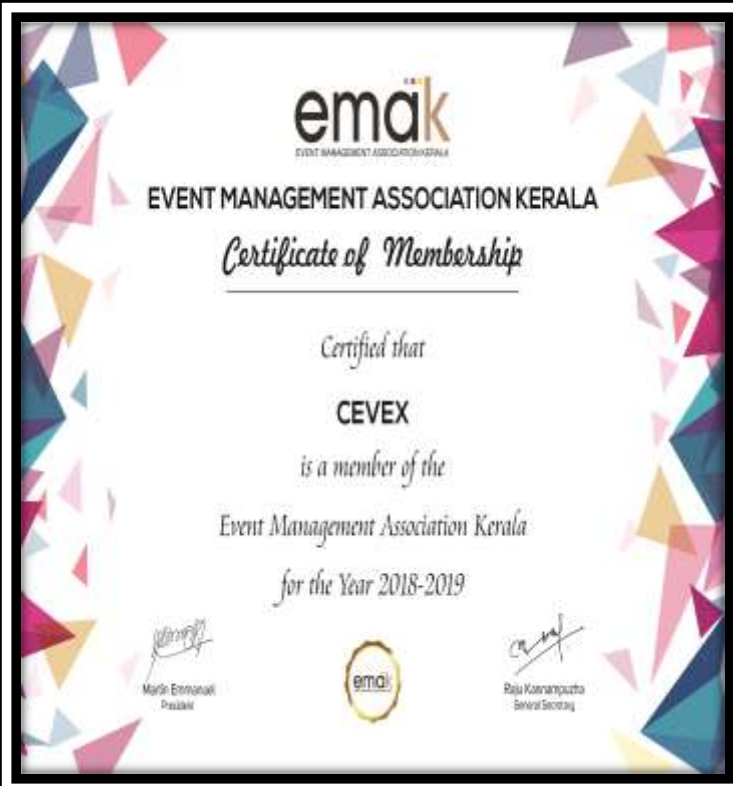 emak
EVENT MANAGEMENT ASSOCIATION KERALA
EVENT MANAGEMENT ASSOCIATION KERALA
Certificate of Membership
Certified that
CEVEX
is a member of the
Event Management Association Kerala
for the Year 2018-2019
Martin Emmanuel
President
emak
Raju Kannampuzha
General Secretary